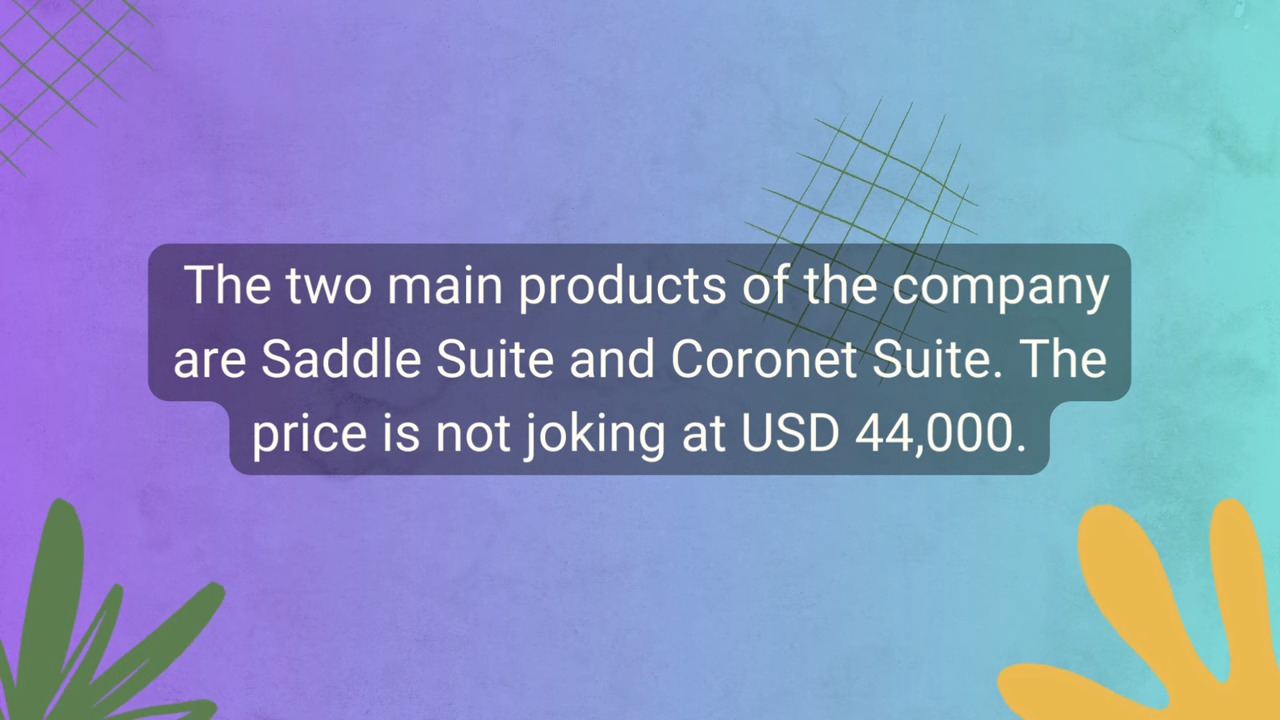 The two main products of the company
are Saddle Suite and Coronet Suite. The
price is not joking at USD 44,000.